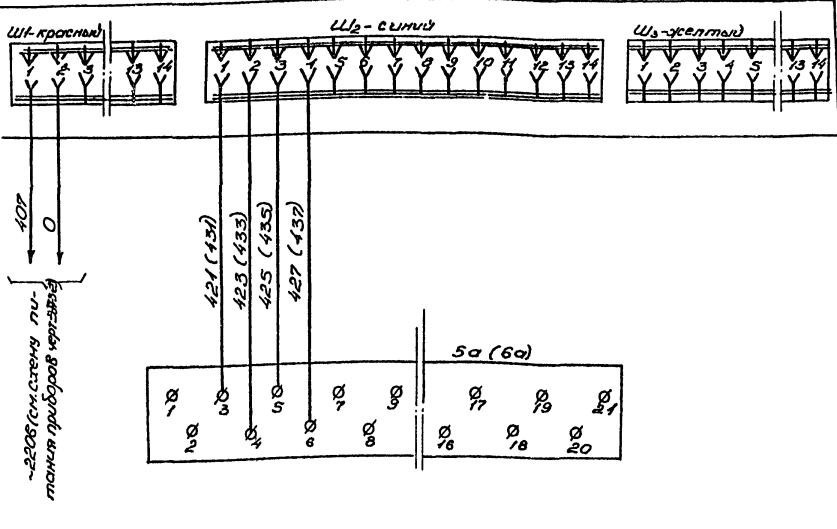 Ш1-красный
Ш2-синий
Ш3-желтый
1 2 3 13 14
1 2 3 4 5 6 7 8 9 10 11 12 13 14
1 2 3 4 5 13 14
407
0
421 (431)
423 (433)
425 (435)
427 (437)
~220в (см. схему пи-
тания приборов черт.
5а (6а)
1 3 5 7 9 17 19 21
2 4 6 8 16 18 20